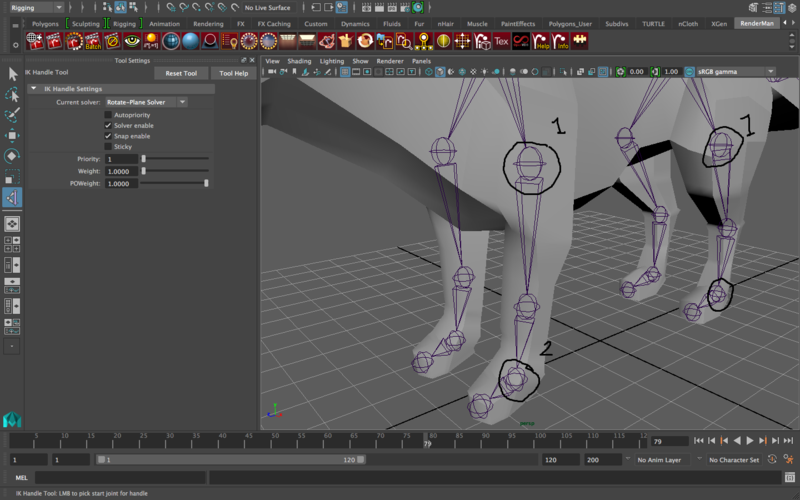 Rigging
No Live Surface
Polygons Sculpting Rigging Animation Rendering FX FX Caching Custom Dynamics Fluids Fur nHair Muscle PaintEffects Polygons_User Subdivs TURTLE nCloth XGen RenderMan
Batch
Tex
Help
Info
Tool Settings
IK Handle Tool
Reset Tool
Tool Help
IK Handle Settings
Current solver: Rotate-Plane Solver
Autopriority
Solver enable
Snap enable
Sticky
Priority: 1
Weight: 1.0000
POWeight: 1.0000
View Shading Lighting Show Renderer Panels
0.00 1.00 sRGB gamma
1
1
2
persp
5 10 15 20 25 30 35 40 45 50 55 60 65 70 75 80 85 90 95 100 105 110 115 12
79
79
1 1 1 120 120 200 No Anim Layer No Character Set
MEL
IK Handle Tool: LMB to pick start joint for handle